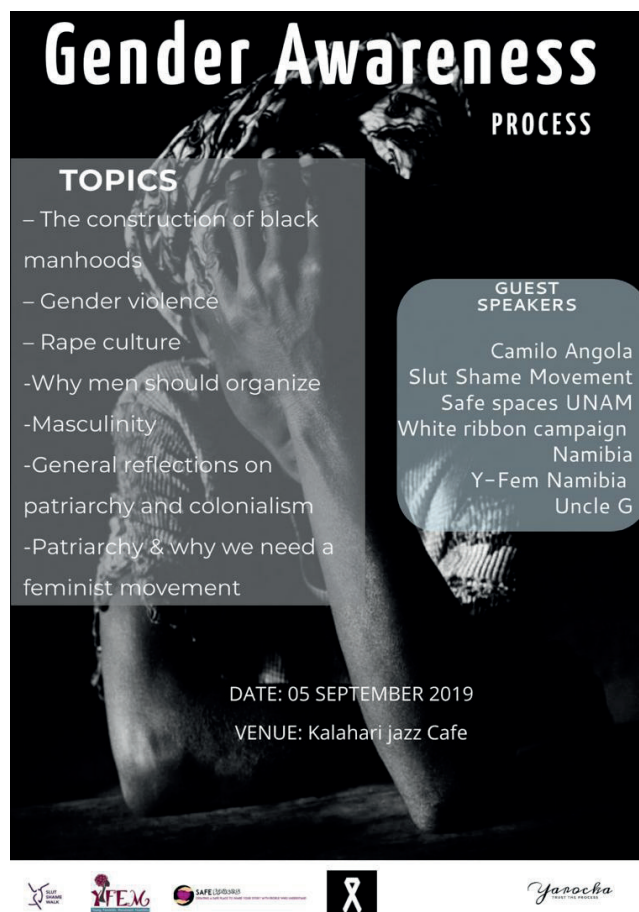 Gender Awareness
PROCESS
TOPICS
– The construction of black
manhoods
– Gender violence
– Rape culture
-Why men should organize
-Masculinity
-General reflections on
patriarchy and colonialism
-Patriarchy & why we need a
feminist movement
GUEST
SPEAKERS
Camilo Angola
Slut Shame Movement
Safe spaces UNAM
White ribbon campaign
Namibia
Y-Fem Namibia
Uncle G
DATE: 05 SEPTEMBER 2019
VENUE: Kalahari jazz Cafe
SLUT
SHAME
WALK
YFEM
SAFE
Yarocka
TRUST THE PROCESS